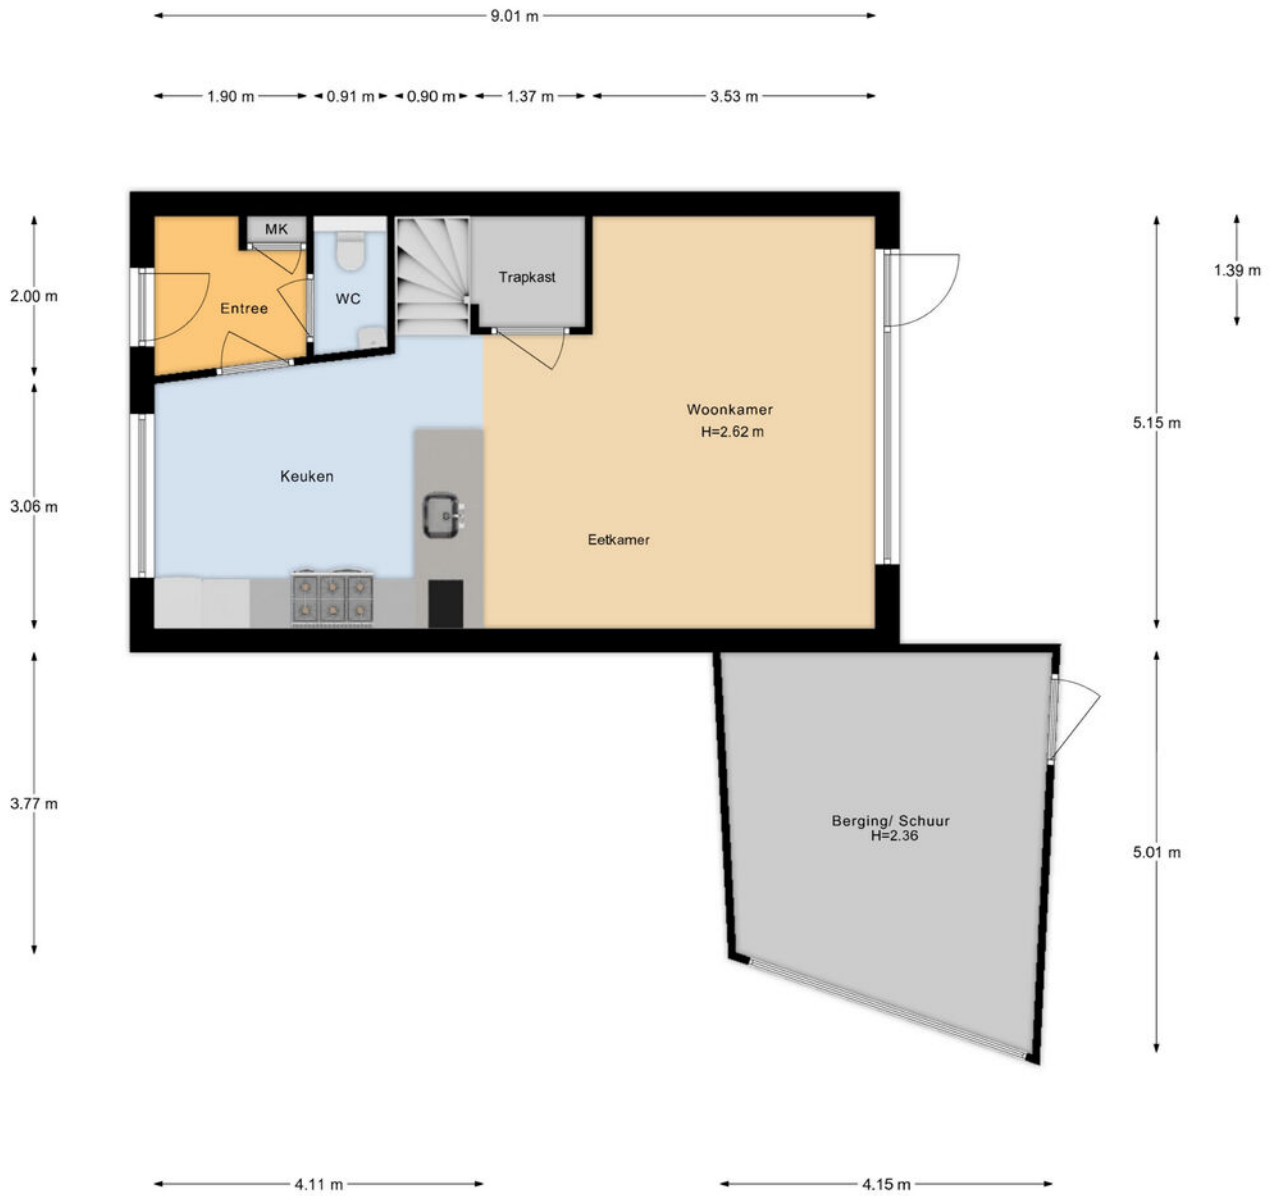 9.01 m
1.90 m
0.91 m
0.90 m
1.37 m
3.53 m
MK
Entree
WC
Trapkast
2.00 m
1.39 m
Woonkamer
H=2.62 m
5.15 m
Keuken
3.06 m
Eetkamer
3.77 m
Berging/ Schuur
H=2.36
5.01 m
4.11 m
4.15 m